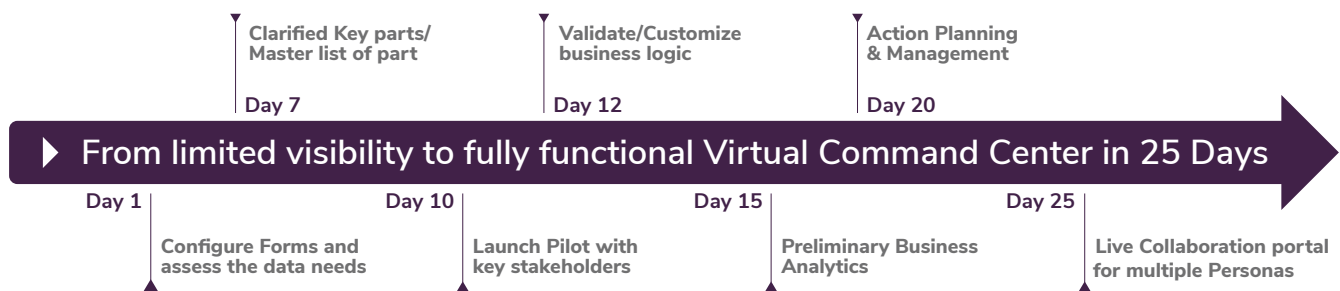 Clarified Key parts/
Master list of part
Day 7
Validate/Customize
business logic
Day 12
Action Planning
& Management
Day 20
From limited visibility to fully functional Virtual Command Center in 25 Days
Day 1
Configure Forms and
assess the data needs
Day 10
Launch Pilot with
key stakeholders
Day 15
Preliminary Business
Analytics
Day 25
Live Collaboration portal
for multiple Personas